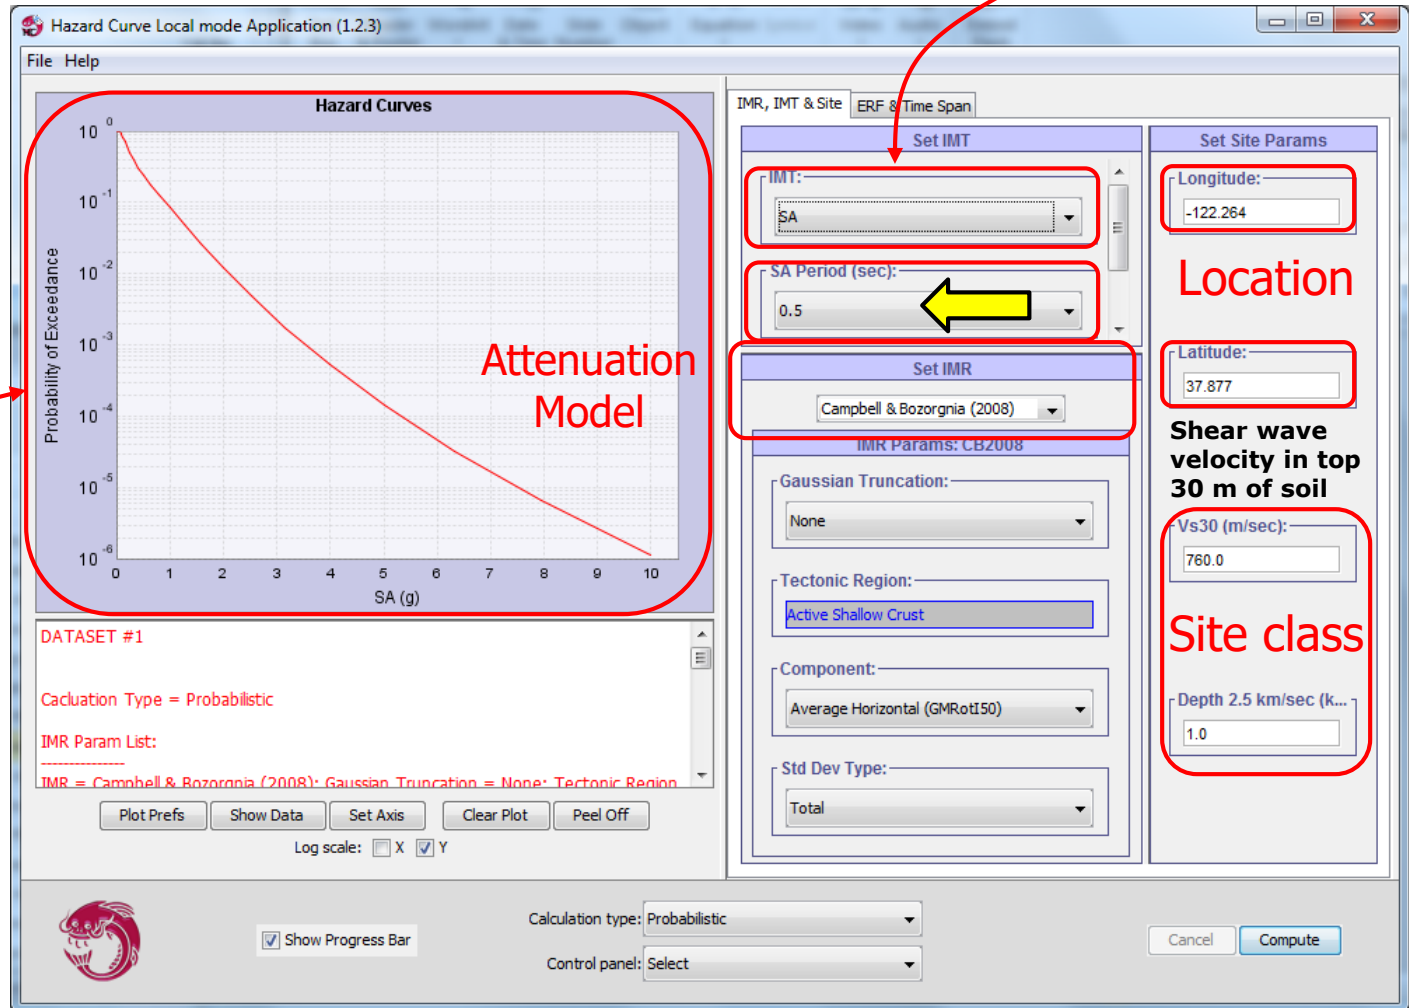 Hazard Curve Local mode Application (1.2.3)
File Help
Hazard Curves
10 0
10 -1
10 -2
10 -3
10 -4
10 -5
10 -6
Probability of Exceedance
0 1 2 3 4 5 6 7 8 9 10
SA (g)
Attenuation
Model
DATASET #1
Cacluation Type = Probabilistic
IMR Param List:
---------------
IMR = Campbell & Bozorgnia (2008); Gaussian Truncation = None; Tectonic Region
Plot Prefs Show Data Set Axis Clear Plot Peel Off
Log scale: X Y
IMR, IMT & Site ERF & Time Span
Set IMT
IMT:
SA
SA Period (sec):
0.5
Set IMR
Campbell & Bozorgnia (2008)
IMR Params: CB2008
Gaussian Truncation:
None
Tectonic Region:
Active Shallow Crust
Component:
Average Horizontal (GMRotI50)
Std Dev Type:
Total
Set Site Params
Longitude:
-122.264
Location
Latitude:
37.877
Shear wave
velocity in top
30 m of soil
Vs30 (m/sec):
760.0
Site class
Depth 2.5 km/sec (k...
1.0
Show Progress Bar
Calculation type: Probabilistic
Control panel: Select
Cancel Compute